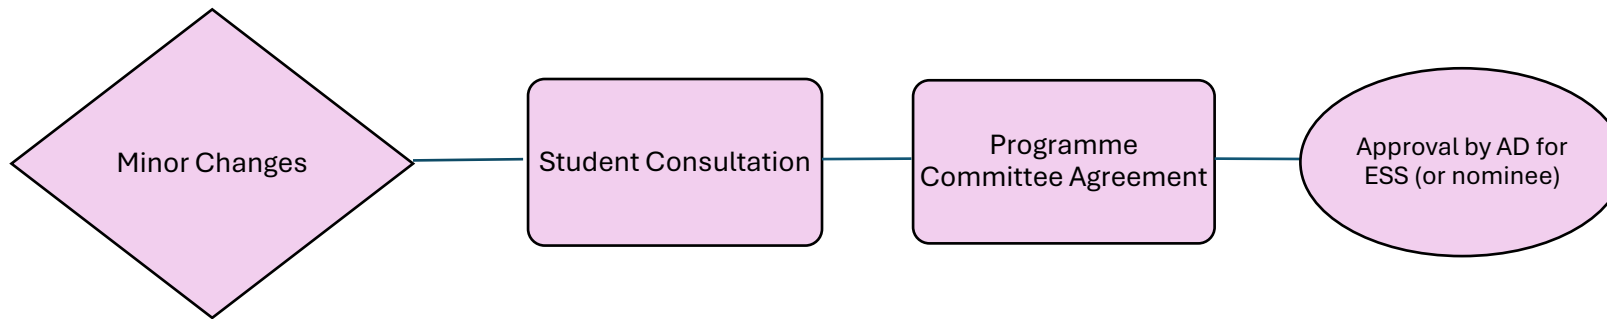 Minor Changes
Student Consultation
Programme
Committee Agreement
Approval by AD for
ESS (or nominee)